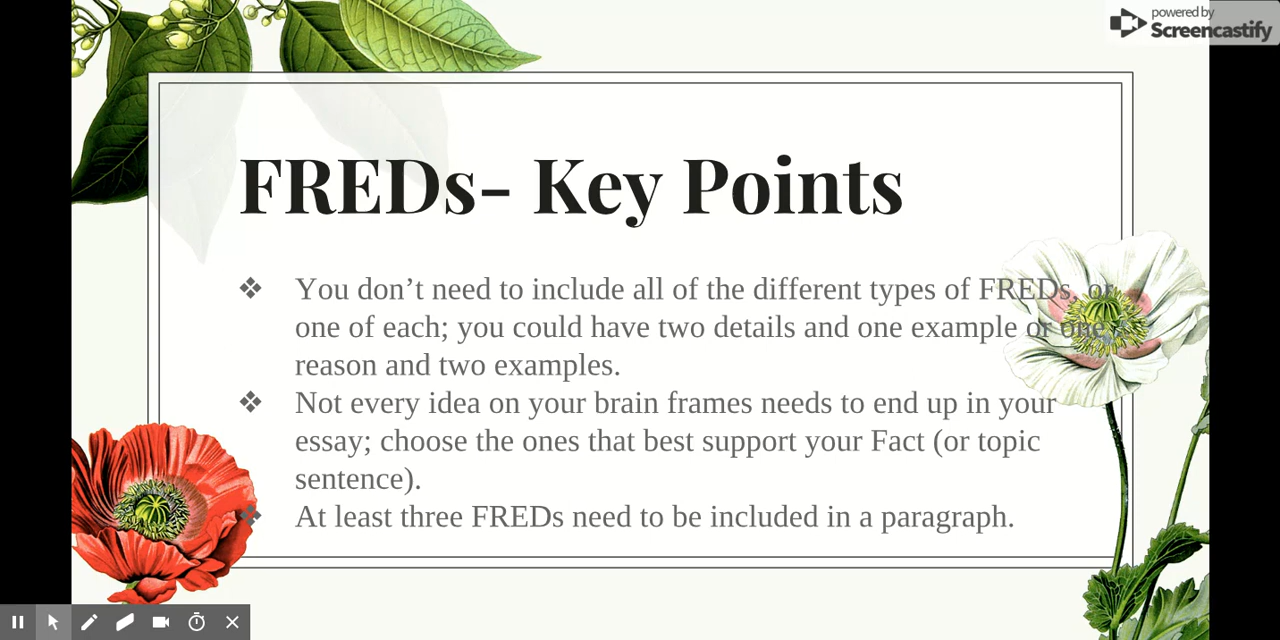 powered by
Screencastify
FREDs- Key Points
❖ You don’t need to include all of the different types of FREDs, or
one of each; you could have two details and one example or one
reason and two examples.
❖ Not every idea on your brain frames needs to end up in your
essay; choose the ones that best support your Fact (or topic
sentence).
❖ At least three FREDs need to be included in a paragraph.